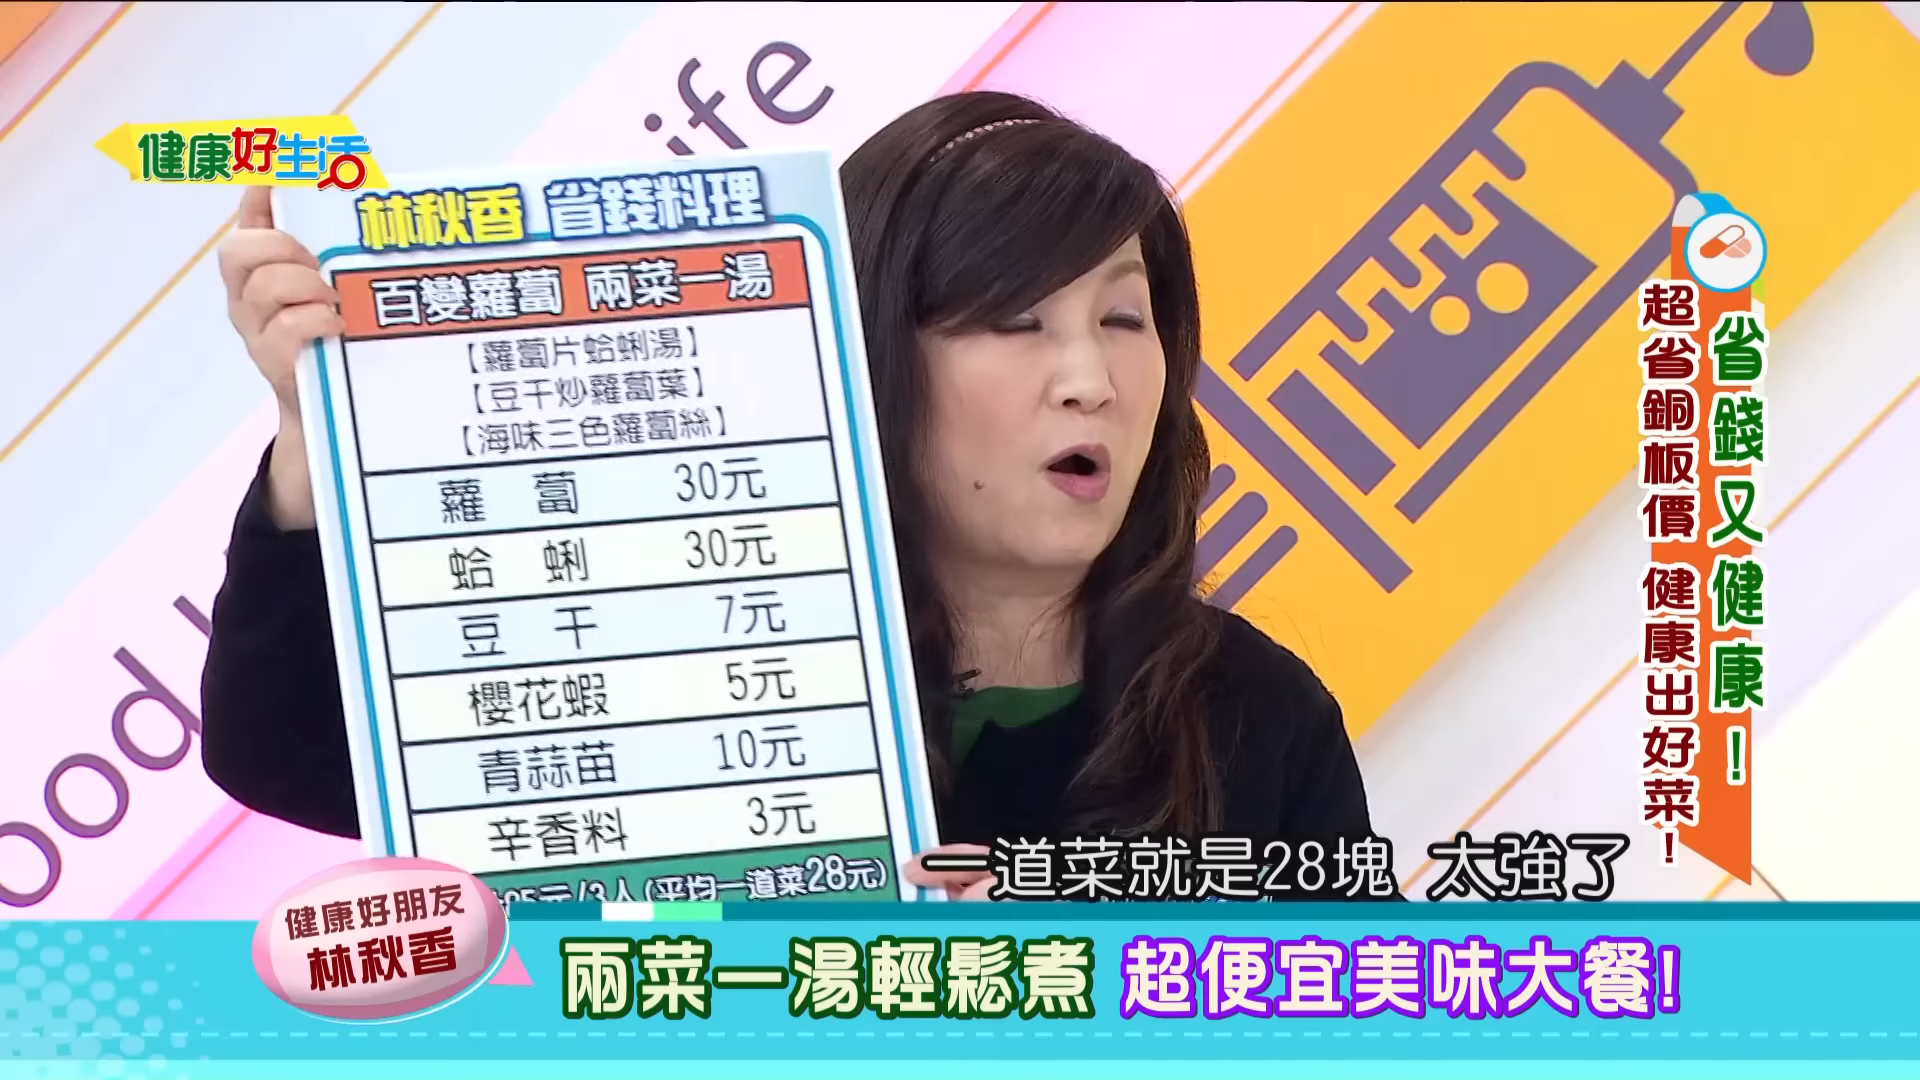 健康好生活
ife
ood L
林秋香 省錢料理
百變蘿蔔 兩菜一湯
【蘿蔔片蛤蜊湯】
【豆干炒蘿蔔葉】
【海味三色蘿蔔絲】
蘿蔔 30元
蛤蜊 30元
豆干 7元
櫻花蝦 5元
青蒜苗 10元
辛香料 3元
元/3人(平均一道菜28元)
省錢又健康!
超省銅板價 健康出好菜!
一道菜就是28塊 太強了
健康好朋友
林秋香
兩菜一湯輕鬆煮 超便宜美味大餐!